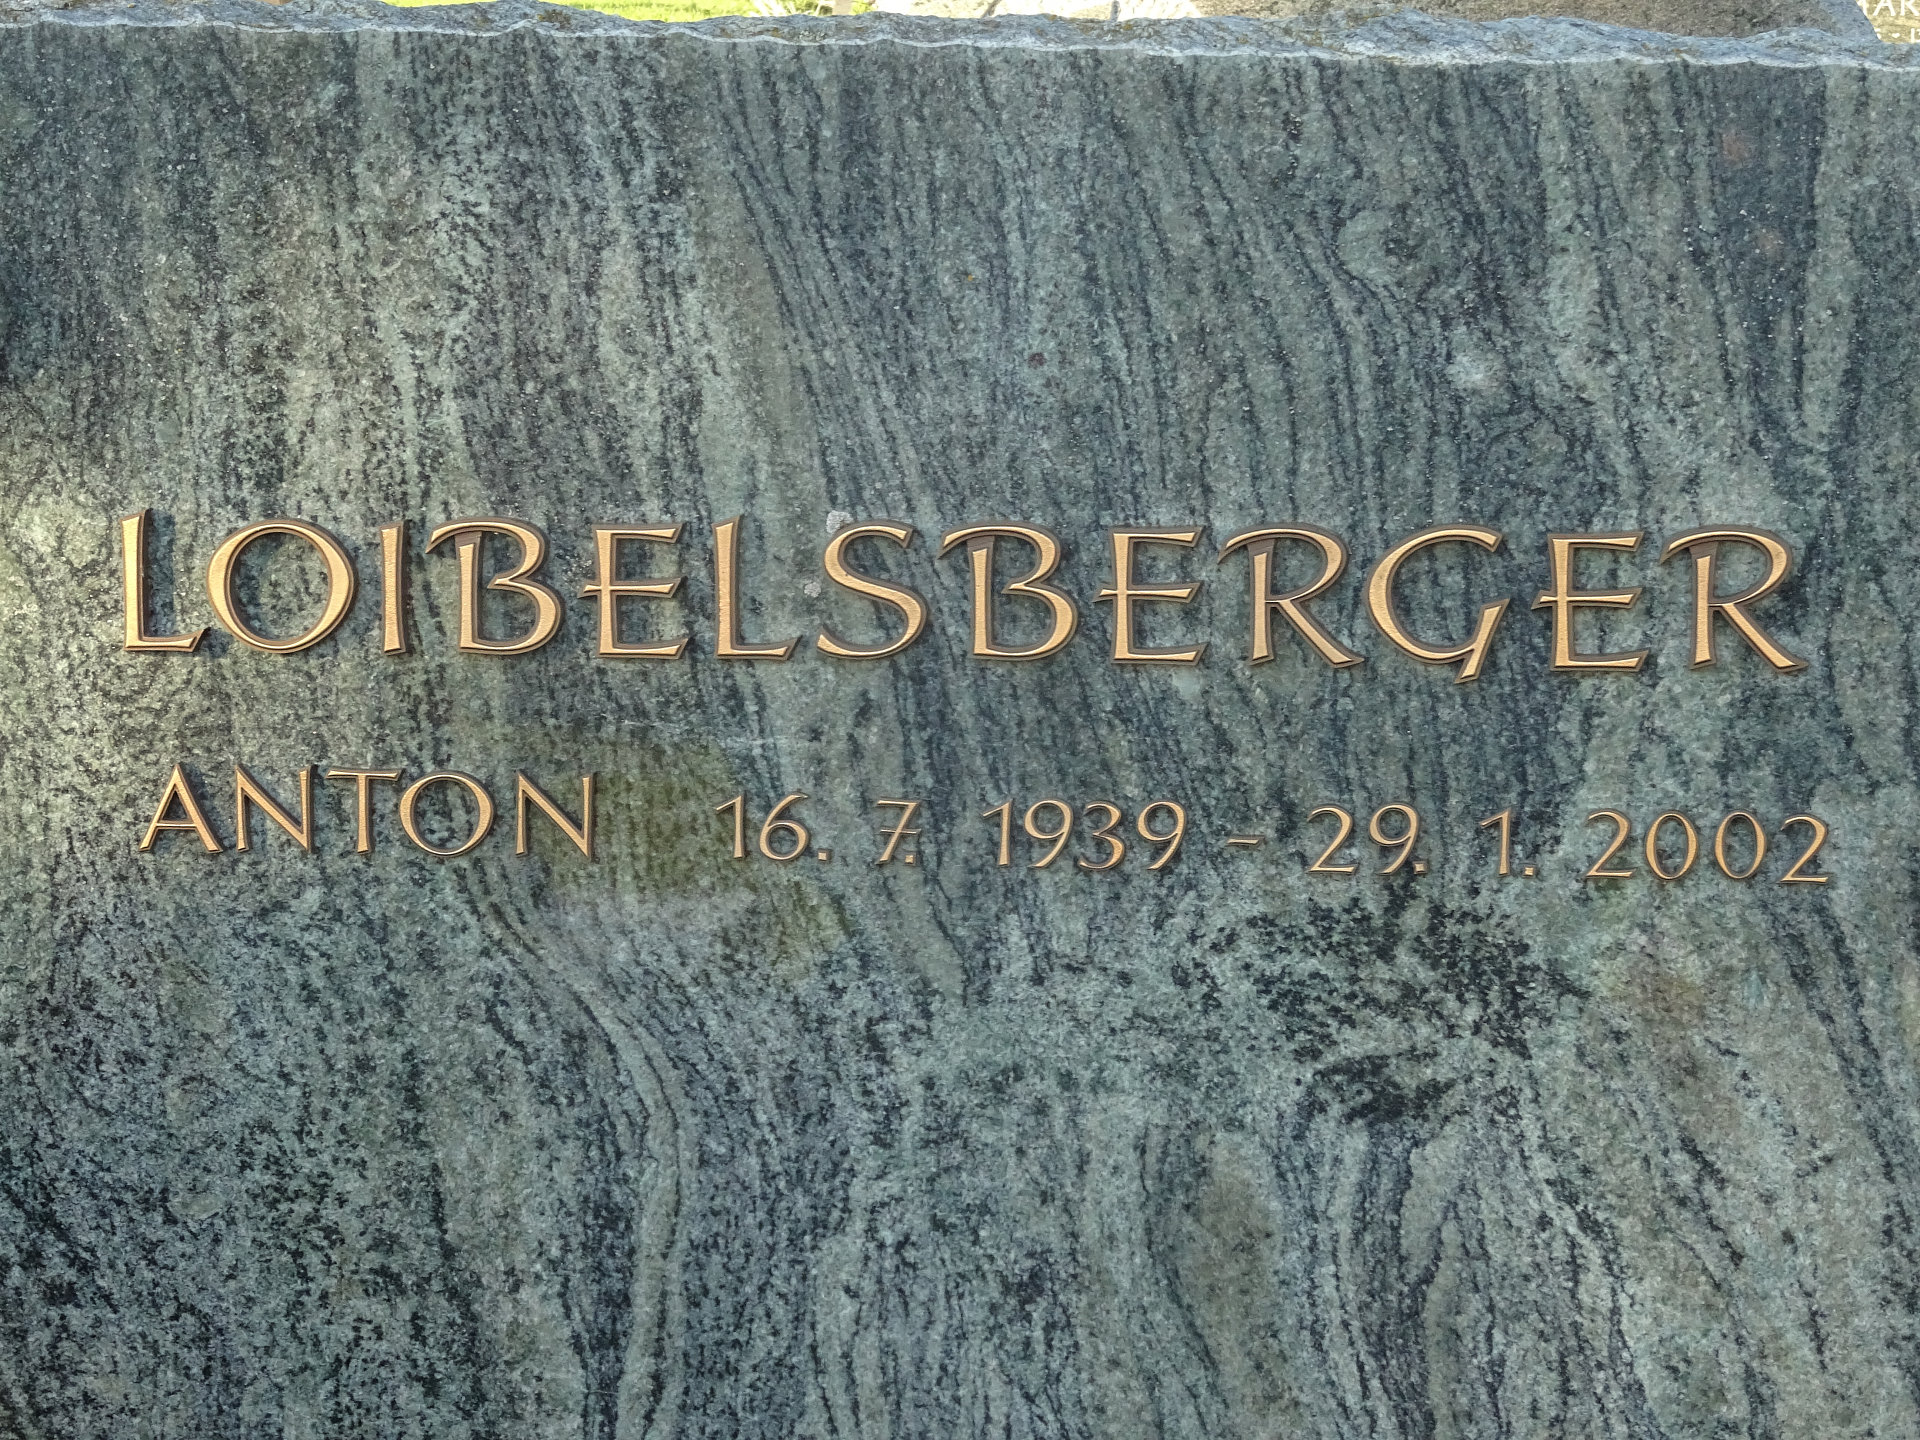 LOIBELSBERGER
ANTON 16. 7. 1939 – 29. 1. 2002